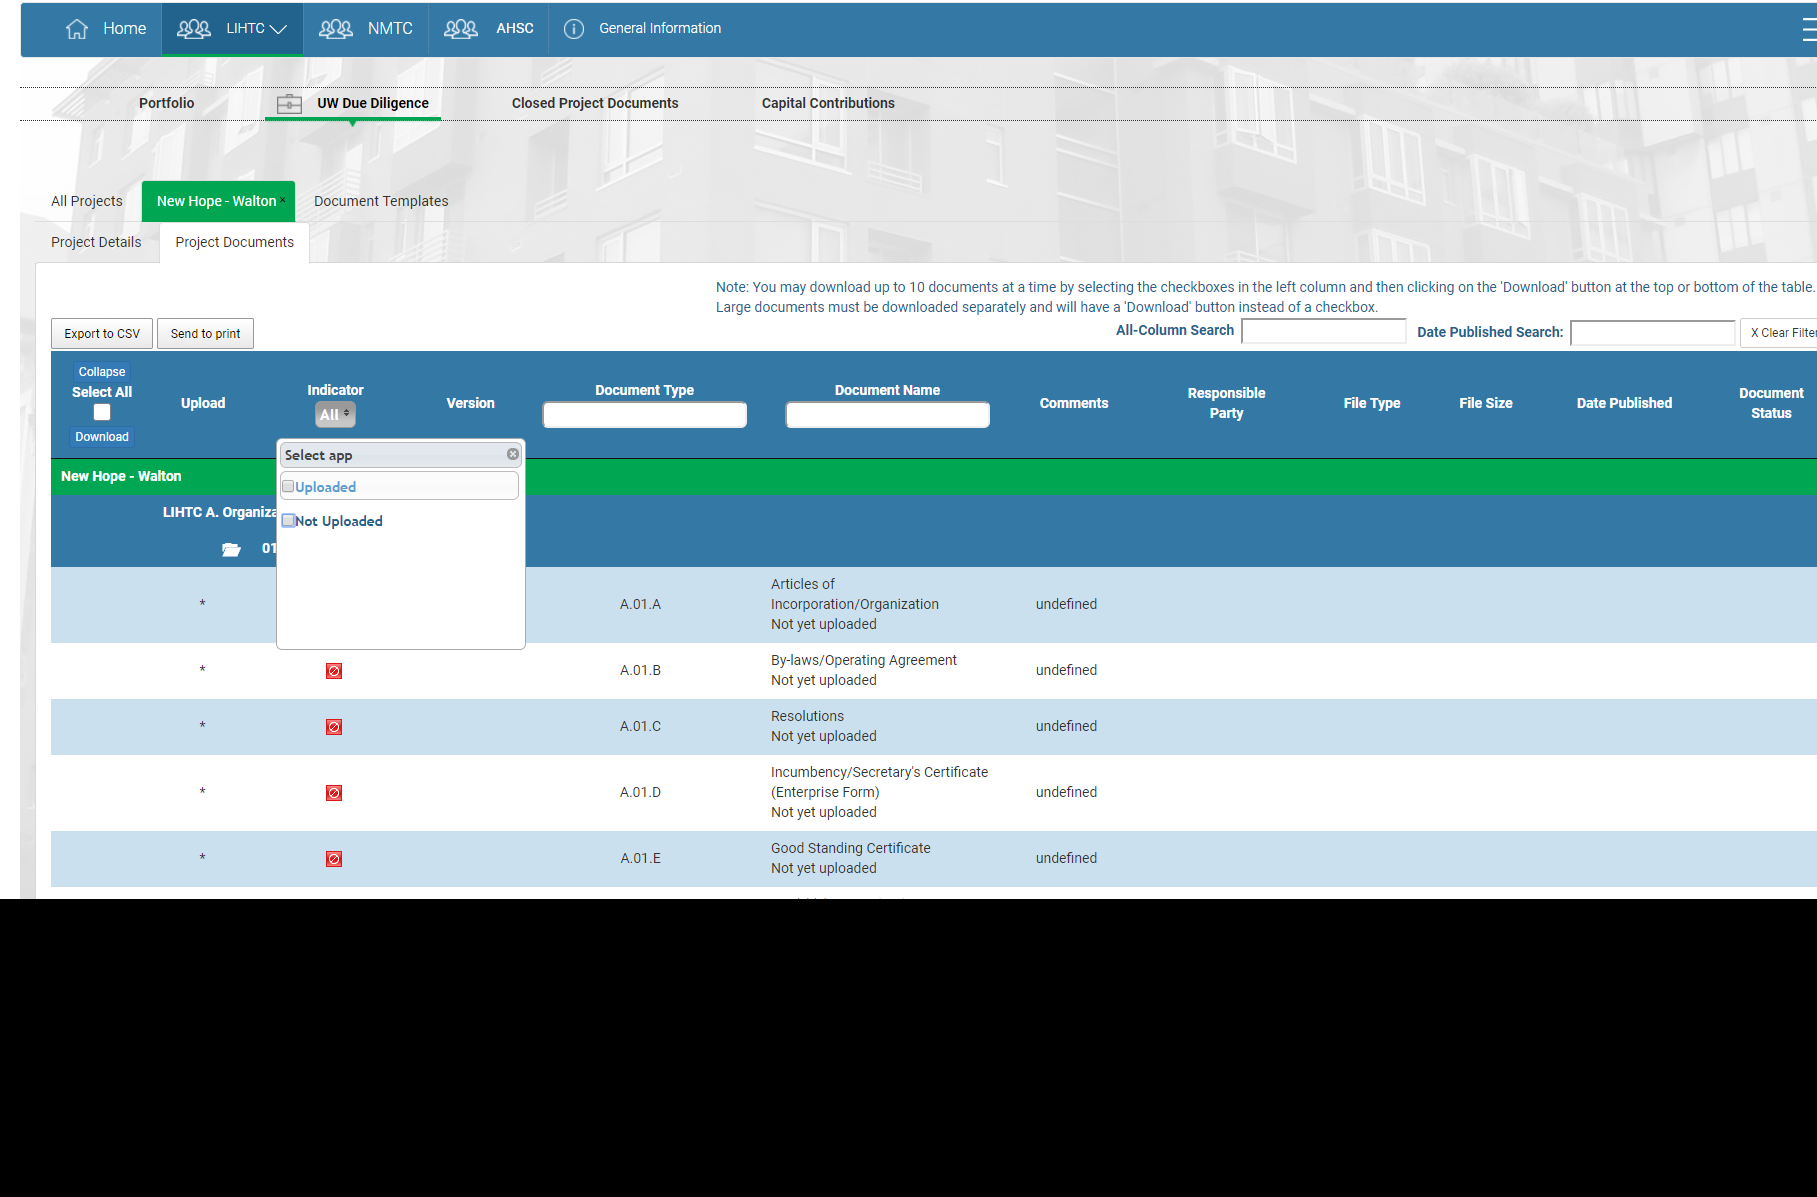 Home LIHTC NMTC AHSC General Information
Portfolio UW Due Diligence Closed Project Documents Capital Contributions
All Projects New Hope - Walton × Document Templates
Project Details Project Documents
Note: You may download up to 10 documents at a time by selecting the checkboxes in the left column and then clicking on the 'Download' button at the top or bottom of the table.
Large documents must be downloaded separately and will have a 'Download' button instead of a checkbox.
Export to CSV Send to print All-Column Search Date Published Search: X Clear Filter
Collapse
Select All
Download
Upload
Indicator
All
Version
Document Type
Document Name
Comments
Responsible
Party
File Type
File Size
Date Published
Document
Status
Select app
Uploaded
Not Uploaded
New Hope - Walton
LIHTC A. Organiza
01
* A.01.A Articles of
Incorporation/Organization
Not yet uploaded
undefined
* A.01.B By-laws/Operating Agreement
Not yet uploaded
undefined
* A.01.C Resolutions
Not yet uploaded
undefined
* A.01.D Incumbency/Secretary's Certificate
(Enterprise Form)
Not yet uploaded
undefined
* A.01.E Good Standing Certificate
Not yet uploaded
undefined